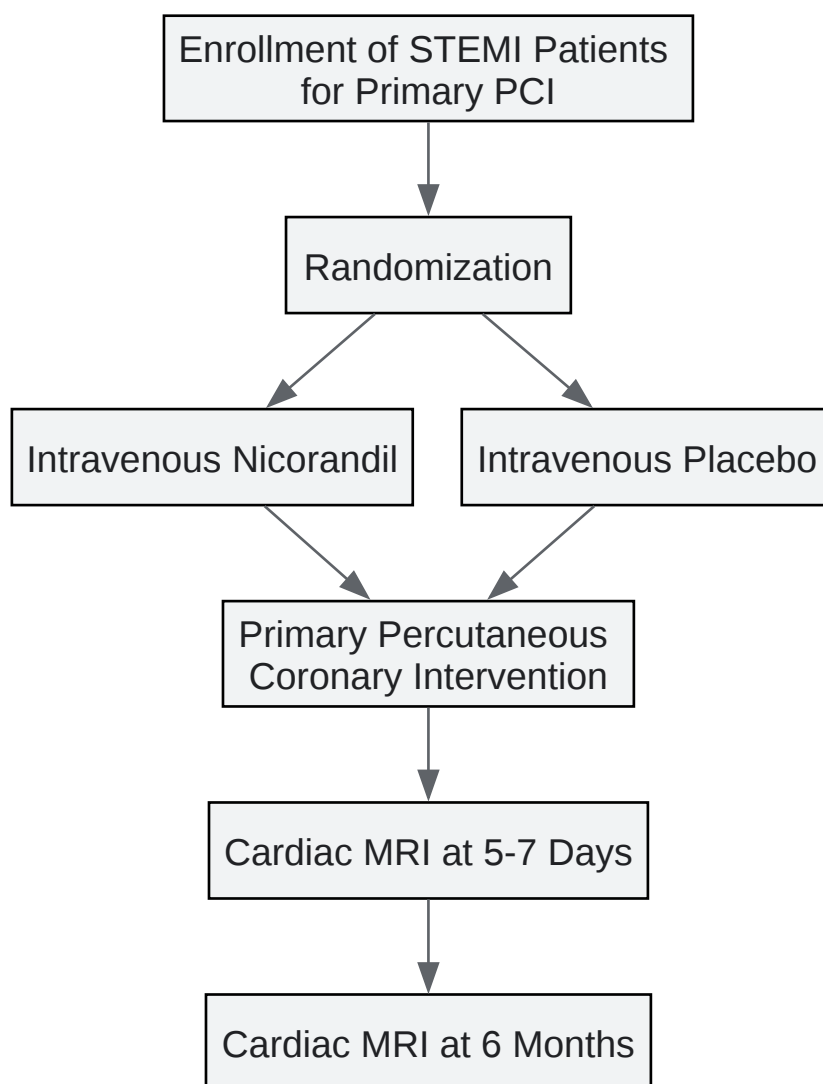 Enrollment of STEMI Patients
for Primary PCI
Randomization
Intravenous Nicorandil
Intravenous Placebo
Primary Percutaneous
Coronary Intervention
Cardiac MRI at 5-7 Days
Cardiac MRI at 6 Months